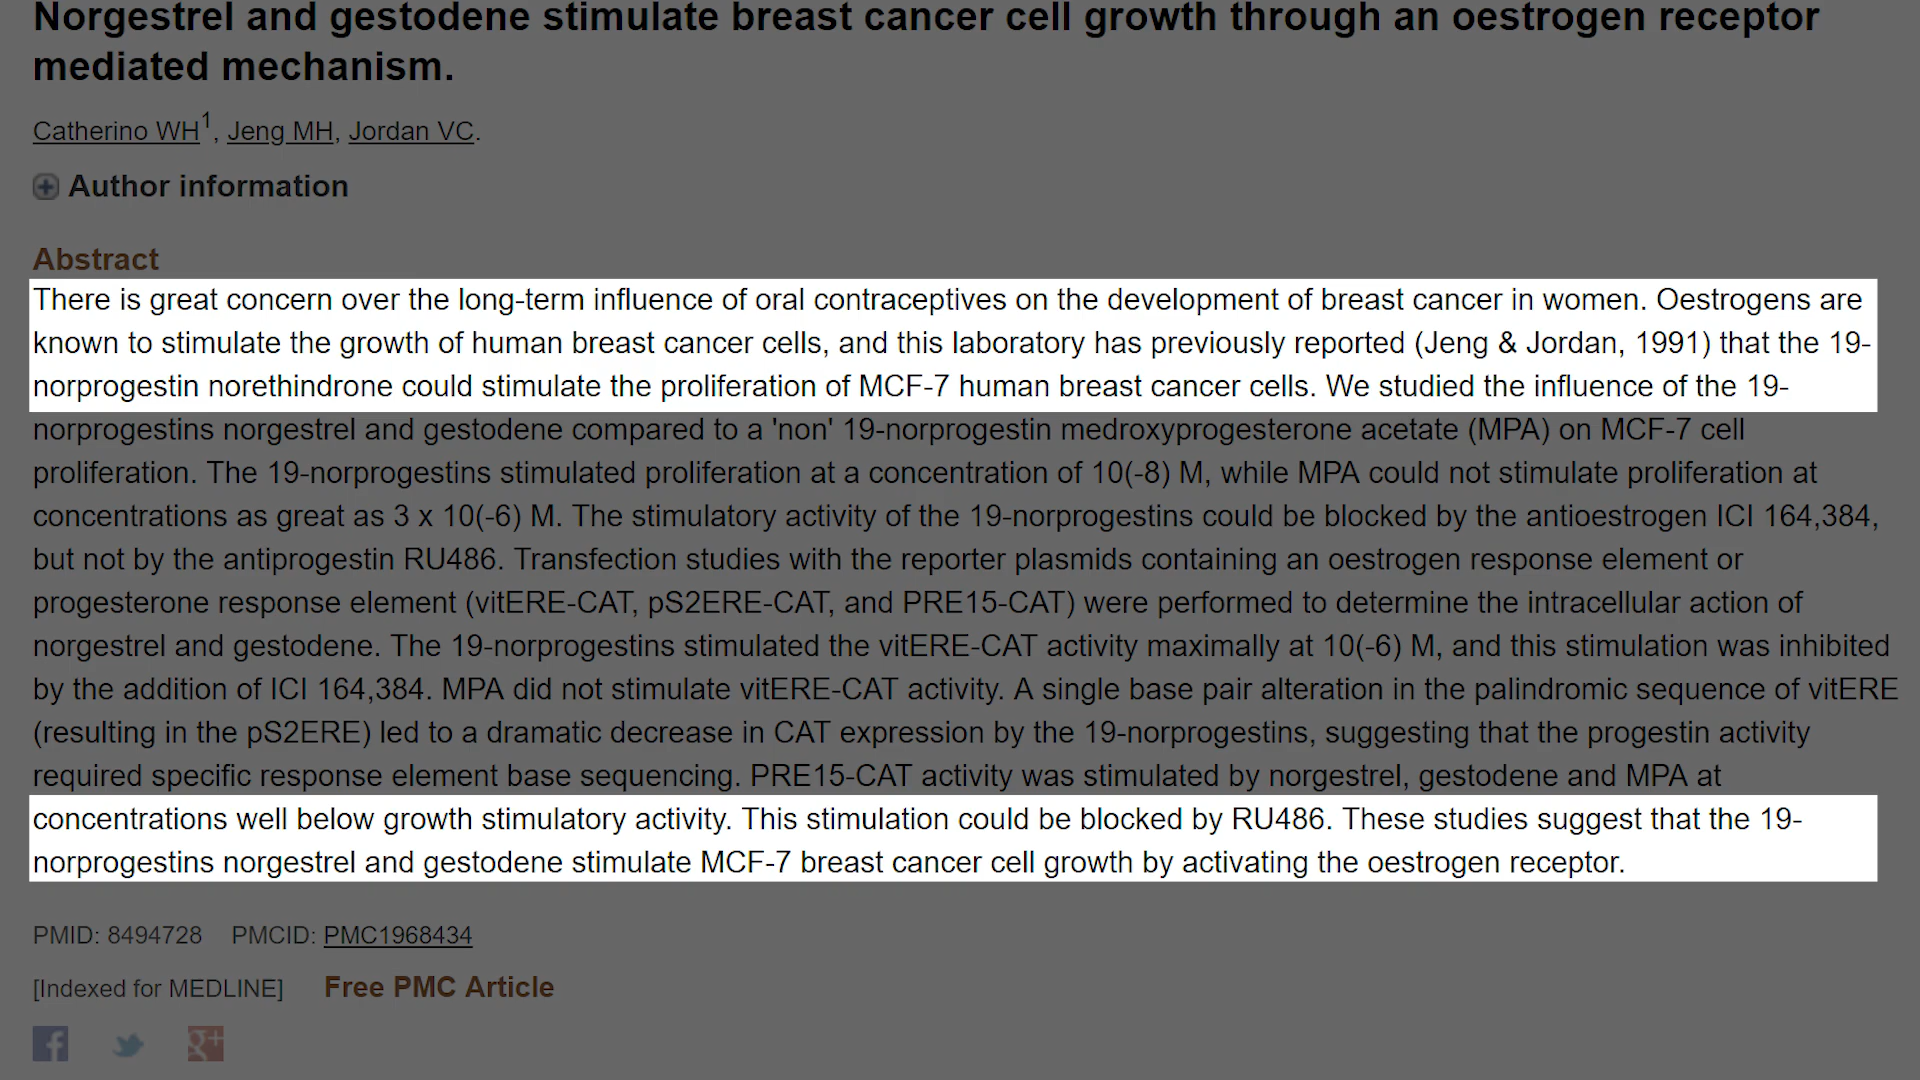 Norgestrel and gestodene stimulate breast cancer cell growth through an oestrogen receptor
mediated mechanism.
Catherino WH1, Jeng MH, Jordan VC.
Author information
Abstract
There is great concern over the long-term influence of oral contraceptives on the development of breast cancer in women. Oestrogens are
known to stimulate the growth of human breast cancer cells, and this laboratory has previously reported (Jeng & Jordan, 1991) that the 19-
norprogestin norethindrone could stimulate the proliferation of MCF-7 human breast cancer cells. We studied the influence of the 19-
norprogestins norgestrel and gestodene compared to a 'non' 19-norprogestin medroxyprogesterone acetate (MPA) on MCF-7 cell
proliferation. The 19-norprogestins stimulated proliferation at a concentration of 10(-8) M, while MPA could not stimulate proliferation at
concentrations as great as 3 x 10(-6) M. The stimulatory activity of the 19-norprogestins could be blocked by the antioestrogen ICI 164,384,
but not by the antiprogestin RU486. Transfection studies with the reporter plasmids containing an oestrogen response element or
progesterone response element (vitERE-CAT, pS2ERE-CAT, and PRE15-CAT) were performed to determine the intracellular action of
norgestrel and gestodene. The 19-norprogestins stimulated the vitERE-CAT activity maximally at 10(-6) M, and this stimulation was inhibited
by the addition of ICI 164,384. MPA did not stimulate vitERE-CAT activity. A single base pair alteration in the palindromic sequence of vitERE
(resulting in the pS2ERE) led to a dramatic decrease in CAT expression by the 19-norprogestins, suggesting that the progestin activity
required specific response element base sequencing. PRE15-CAT activity was stimulated by norgestrel, gestodene and MPA at
concentrations well below growth stimulatory activity. This stimulation could be blocked by RU486. These studies suggest that the 19-
norprogestins norgestrel and gestodene stimulate MCF-7 breast cancer cell growth by activating the oestrogen receptor.
PMID: 8494728 PMCID: PMC1968434
[Indexed for MEDLINE] Free PMC Article
f g+